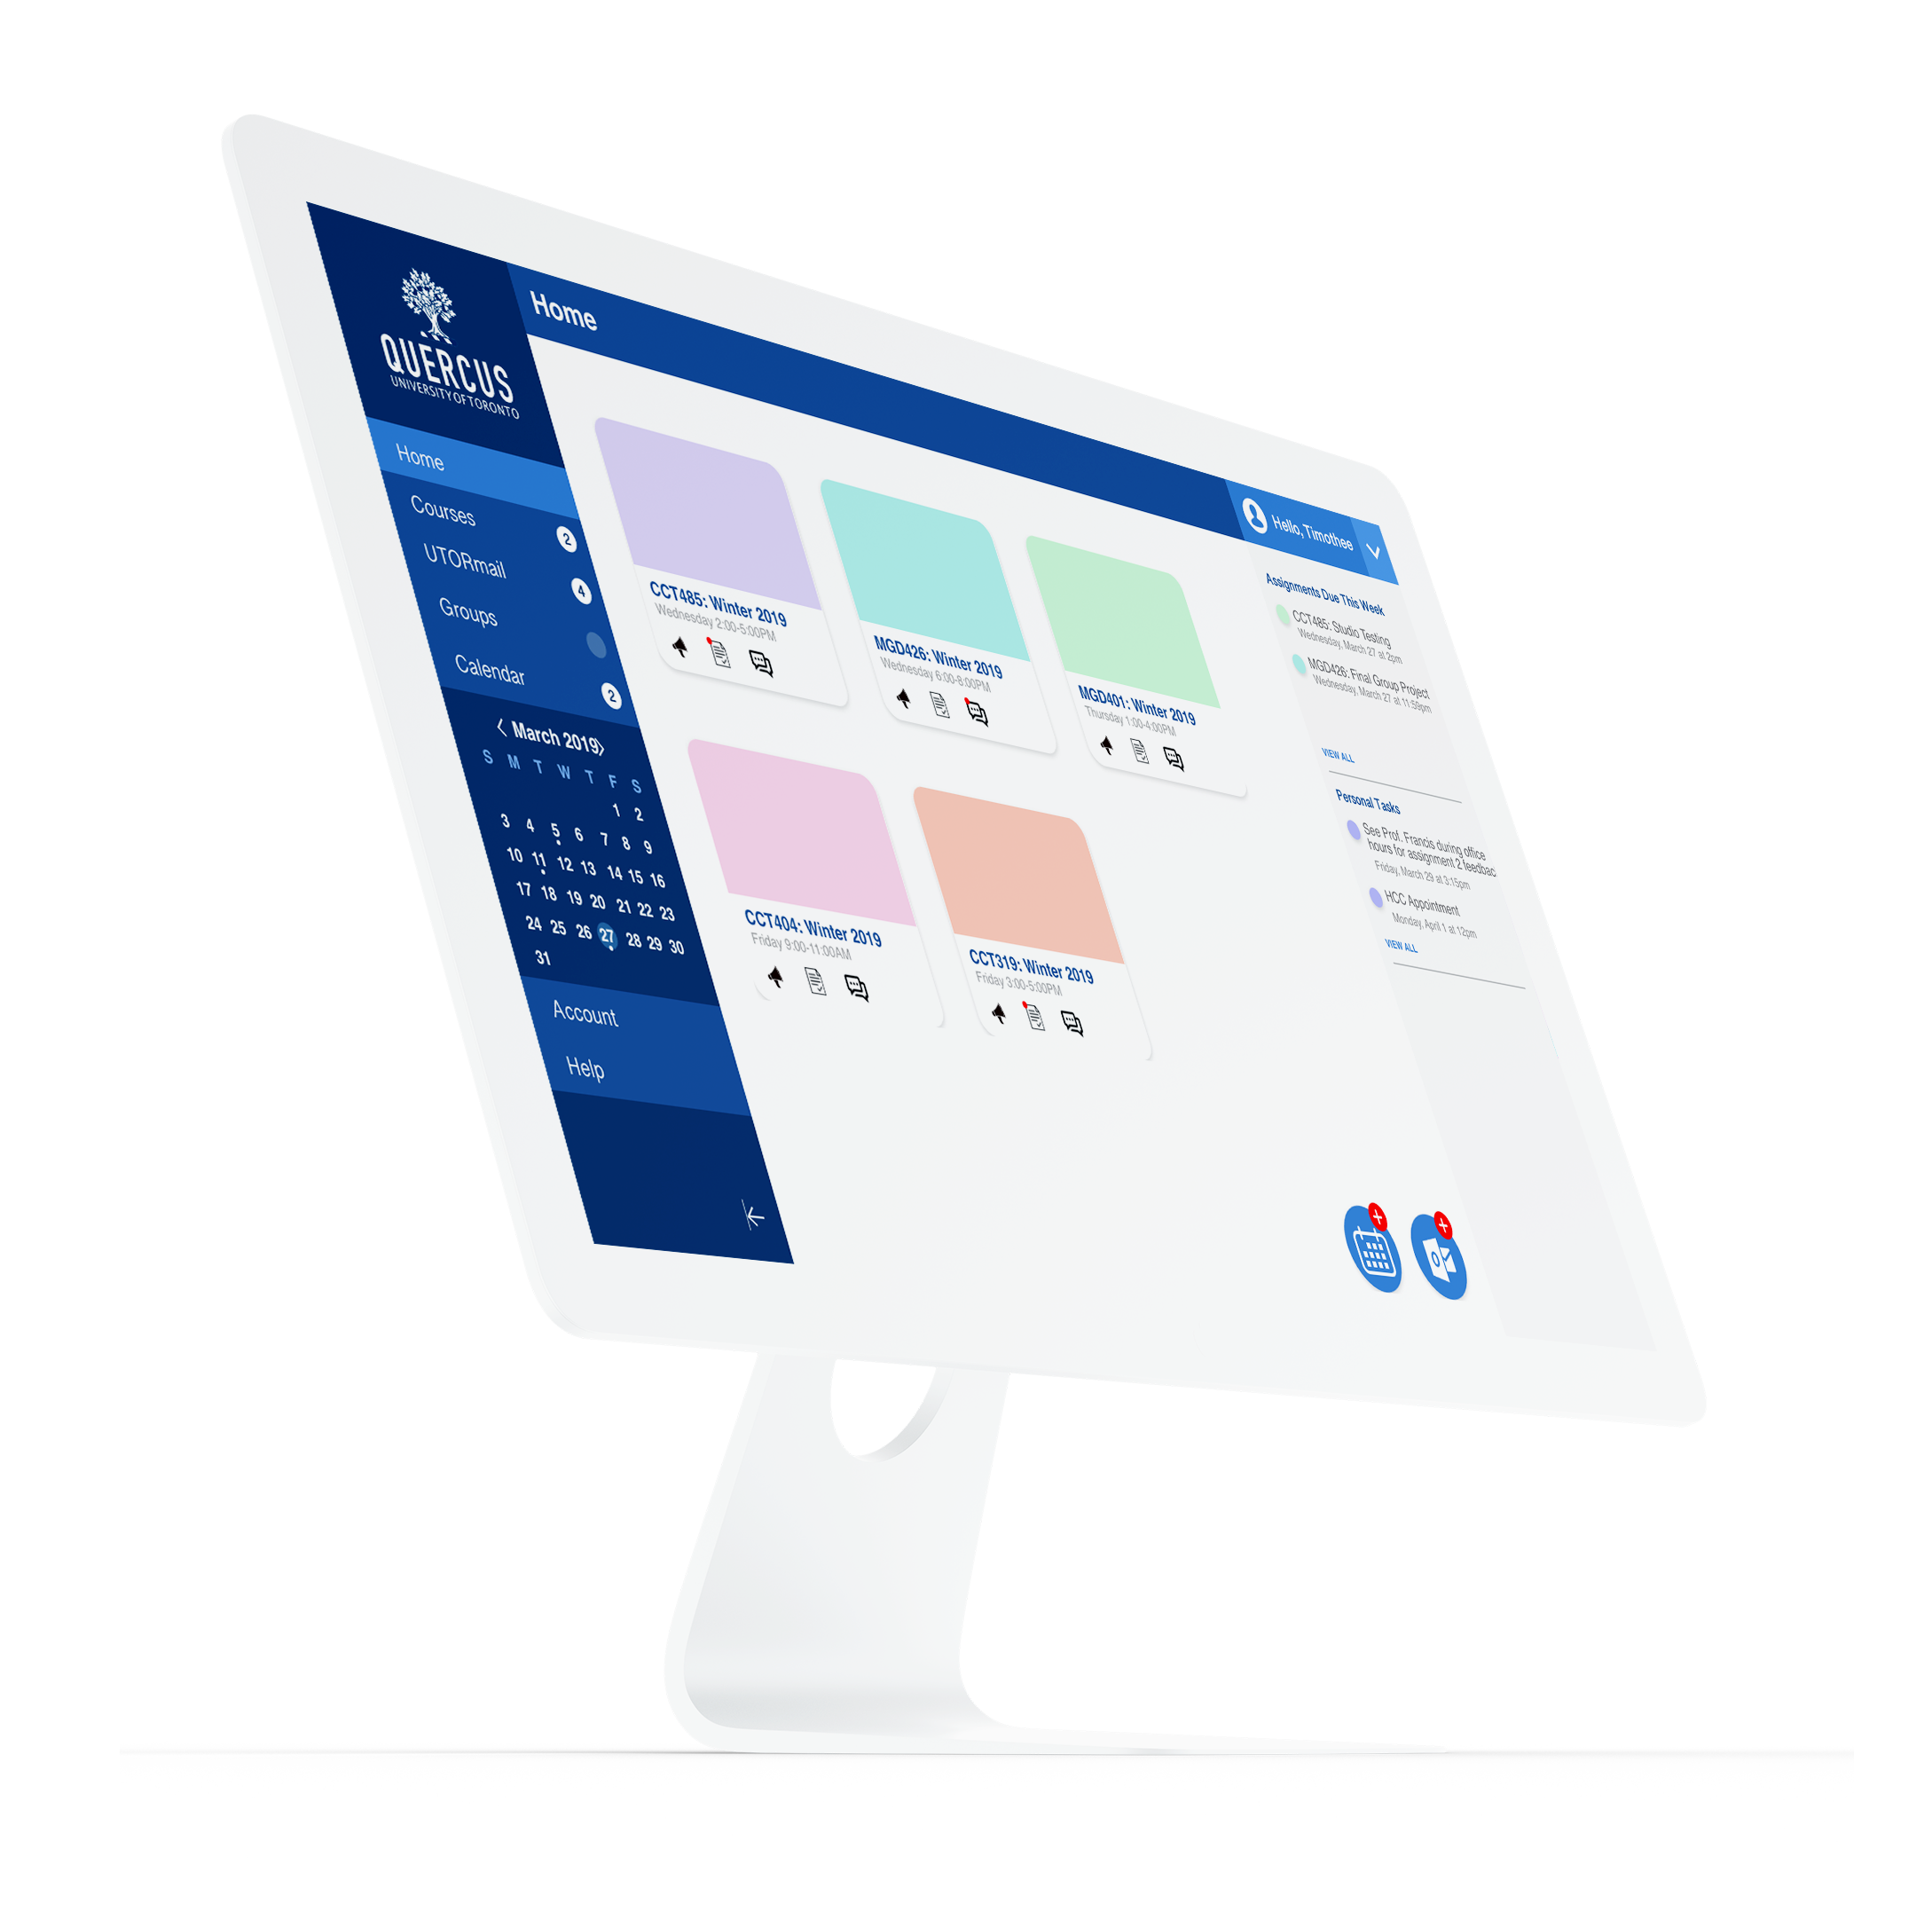 QUERCUS
UNIVERSITY OF TORONTO
Home
Courses
2
UTORmail
4
Groups
Calendar
2
March 2019
S M T W T F S
1 2
3 4 5 6 7 8 9
10 11 12 13 14 15 16
17 18 19 20 21 22 23
24 25 26 27 28 29 30
31
Account
Help
Home
Hello, Timothee
CCT485: Winter 2019
Wednesday 2:00-5:00PM
MGD426: Winter 2019
Wednesday 6:00-8:00PM
MGD401: Winter 2019
Thursday 1:00-4:00PM
CCT404: Winter 2019
Friday 9:00-11:00AM
CCT319: Winter 2019
Friday 3:00-5:00PM
Assignments Due This Week
CCT485: Studio Testing
Wednesday, March 27 at 2pm
MGD426: Final Group Project
Wednesday, March 27 at 11:59pm
VIEW ALL
Personal Tasks
See Prof. Francis during office
hours for assignment 2 feedbac
Friday, March 29 at 3:15pm
HCC Appointment
Monday, April 1 at 12pm
VIEW ALL